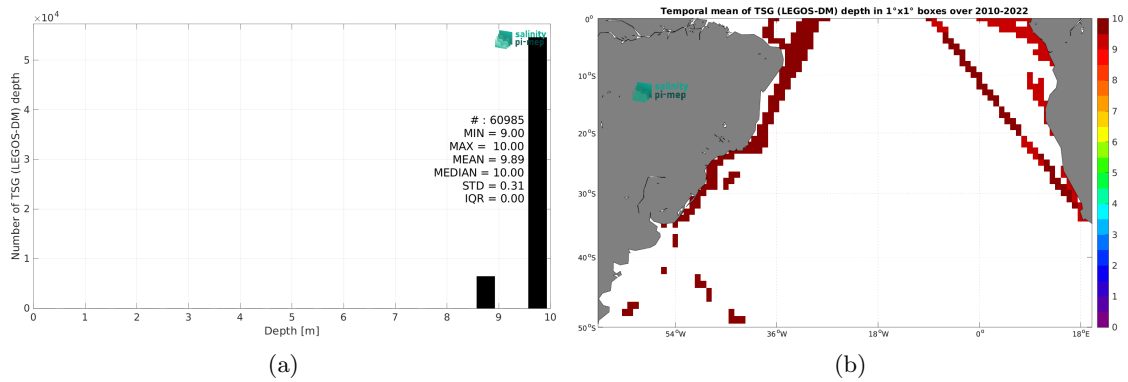 ×10⁴
5
4
3
2
1
0
Number of TSG (LEGOS-DM) depth
salinity
pi-mep
# : 60985
MIN = 9.00
MAX = 10.00
MEAN = 9.89
MEDIAN = 10.00
STD = 0.31
IQR = 0.00
0 1 2 3 4 5 6 7 8 9 10
Depth [m]
(a)
Temporal mean of TSG (LEGOS-DM) depth in 1°x1° boxes over 2010-2022
0°
10°S
20°S
30°S
40°S
50°S
salinity
pi-mep
54°W 36°W 18°W 0° 18°E
10
9
8
7
6
5
4
3
2
1
0
(b)